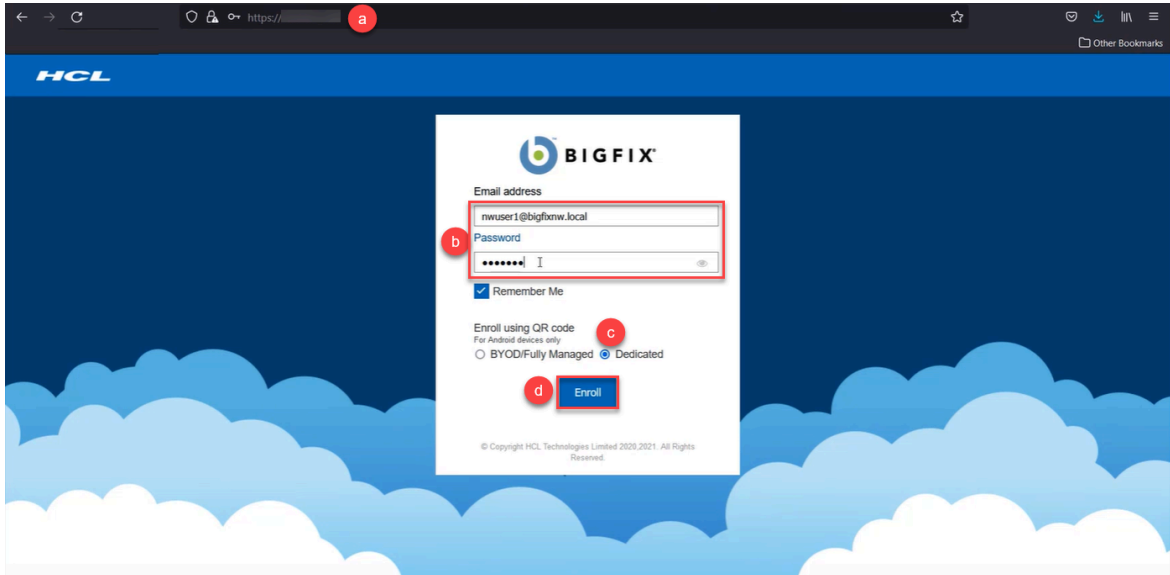 https:// a
Other Bookmarks
HCL
BIGFIX
Email address
nwuser1@bigfixnw.local
b Password
Remember Me
Enroll using QR code
c
For Android devices only
BYOD/Fully Managed Dedicated
d Enroll
© Copyright HCL Technologies Limited 2020,2021. All Rights
Reserved.